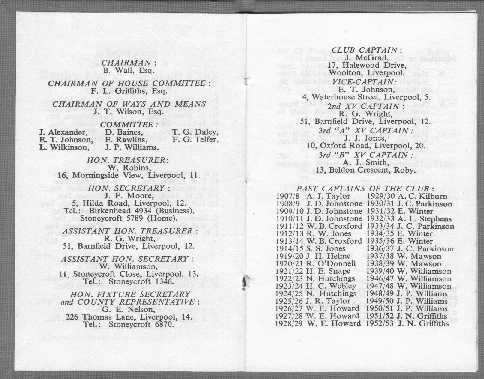 CHAIRMAN :
B. Wall, Esq.
CHAIRMAN OF HOUSE COMMITTEE :
F. L. Griffiths, Esq.
CHAIRMAN OF WAYS AND MEANS
J. T. Wilson, Esq.
COMMITTEE :
J. Alexander, D. Baines, T. G. Daley,
R. T. Johnson, E. Rawlins, F. G. Telfer,
L. Wilkinson, J. P. Williams.
HON. TREASURER:
W. Robins,
16, Morningside View, Liverpool, 11.
HON. SECRETARY :
J. P. Moore,
5, Hilda Road, Liverpool, 12.
Tel.: Birkenhead 4934 (Business),
Stoneycroft 5789 (Home).
ASSISTANT HON. TREASURER :
R. G. Wright,
51, Barnfield Drive, Liverpool, 12.
ASSISTANT HON. SECRETARY :
W. Williamson,
11, Stoneycroft Close, Liverpool, 13.
Tel.: Stoneycroft 1346.
HON. FIXTURE SECRETARY
and COUNTY REPRESENTATIVE :
G. E. Nelson,
226 Thomas Lane, Liverpool, 14.
Tel.: Stoneycroft 6870.
CLUB CAPTAIN :
J. McGrail,
17, Halewood Drive,
Woolton, Liverpool.
VICE-CAPTAIN:
E. T. Johnson,
4, Waterhouse Street, Liverpool, 5.
2nd XV CAPTAIN :
R. G. Wright,
51, Barnfield Drive, Liverpool, 12.
3rd "A" XV CAPTAIN :
J. J. Jones,
10, Oxford Road, Liverpool, 20.
3rd "B" XV CAPTAIN :
A. J. Smith,
13, Beldon Crescent, Roby.
PAST CAPTAINS OF THE CLUB :
1907/8 A. J. Taylor 1929/30 A. C. Kilburn
1908/9 J. D. Johnstone 1930/31 J. C. Parkinson
1909/10 J. D. Johnstone 1931/32 E. Winter
1910/11 J. D. Johnstone 1932/33 A. L. Stephens
1911/12 W. D. Croxford 1933/34 J. C. Parkinson
1912/13 R. W. Jones 1934/35 E. Winter
1913/14 W. B. Croxford 1935/36 E. Winter
1914/15 S. S. Jones 1936/37 J. C. Parkinson
1919/20 J. H. 1937/38 W. Mawson
1920/21 R. O'Donnell 1938/39 W. Mawson
1921/22 H. E. Snape 1939/40 W. Williamson
1922/23 N. Hutchings 1946/47 W. Williamson
1923/24 H. C. 1947/48 W. Williamson
1924/25 N. Hutchings 1948/49 J. P. Williams
1925/26 J. R. Taylor 1949/50 J. P. Williams
1926/27 W. E. Howard 1950/51 J. P. Williams
1927/28 W. E. Howard 1951/52 J. N. Griffiths
1928/29 W. E. Howard 1952/53 J. N. Griffiths